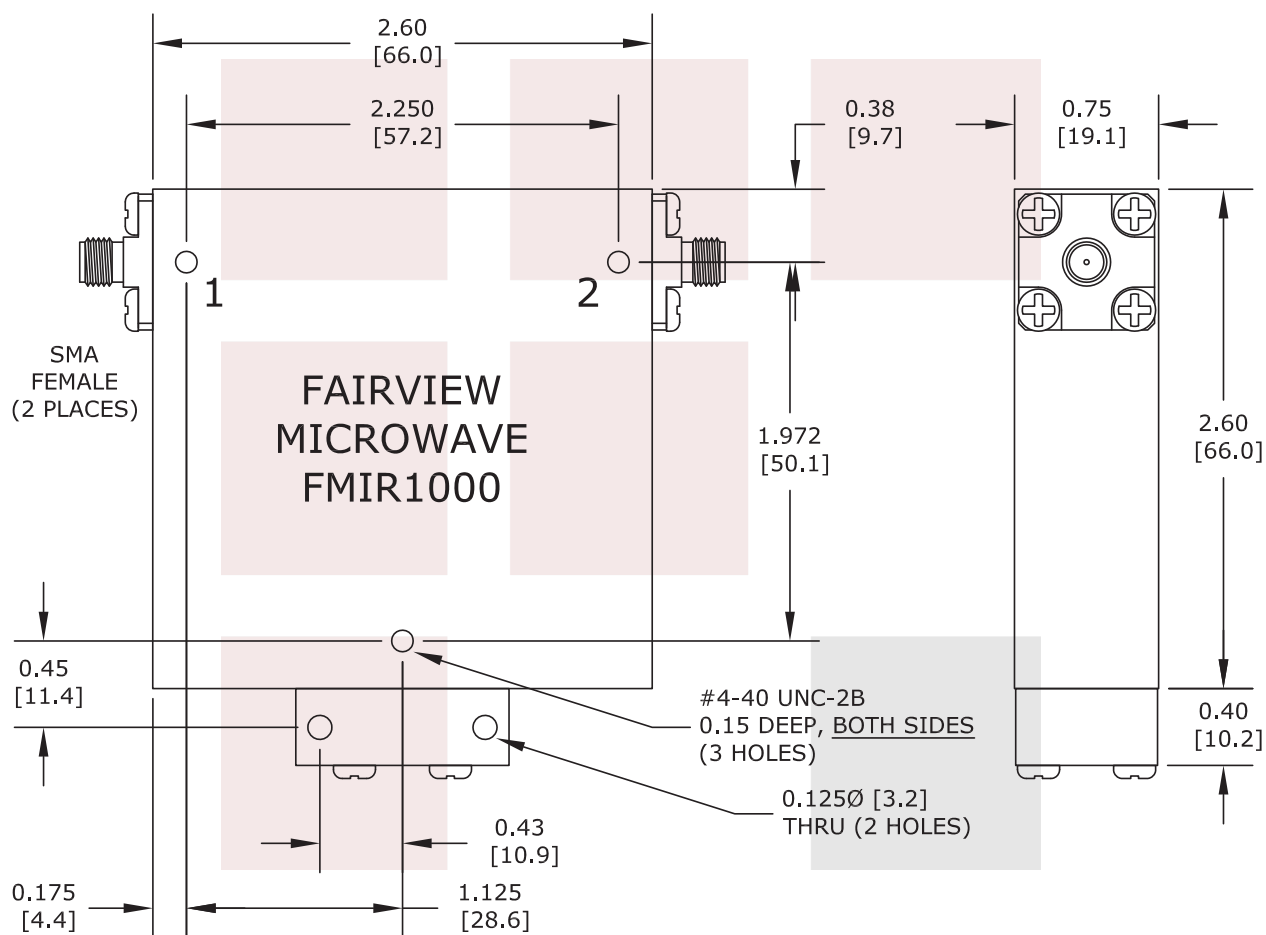 2.60
[66.0]
2.250
[57.2]
0.38
[9.7]
0.75
[19.1]
1
2
SMA
FEMALE
(2 PLACES)
FAIRVIEW
MICROWAVE
FMIR1000
1.972
[50.1]
2.60
[66.0]
0.45
[11.4]
#4-40 UNC-2B
0.15 DEEP, BOTH SIDES
(3 HOLES)
0.40
[10.2]
0.125Ø [3.2]
THRU (2 HOLES)
0.43
[10.9]
0.175
[4.4]
1.125
[28.6]